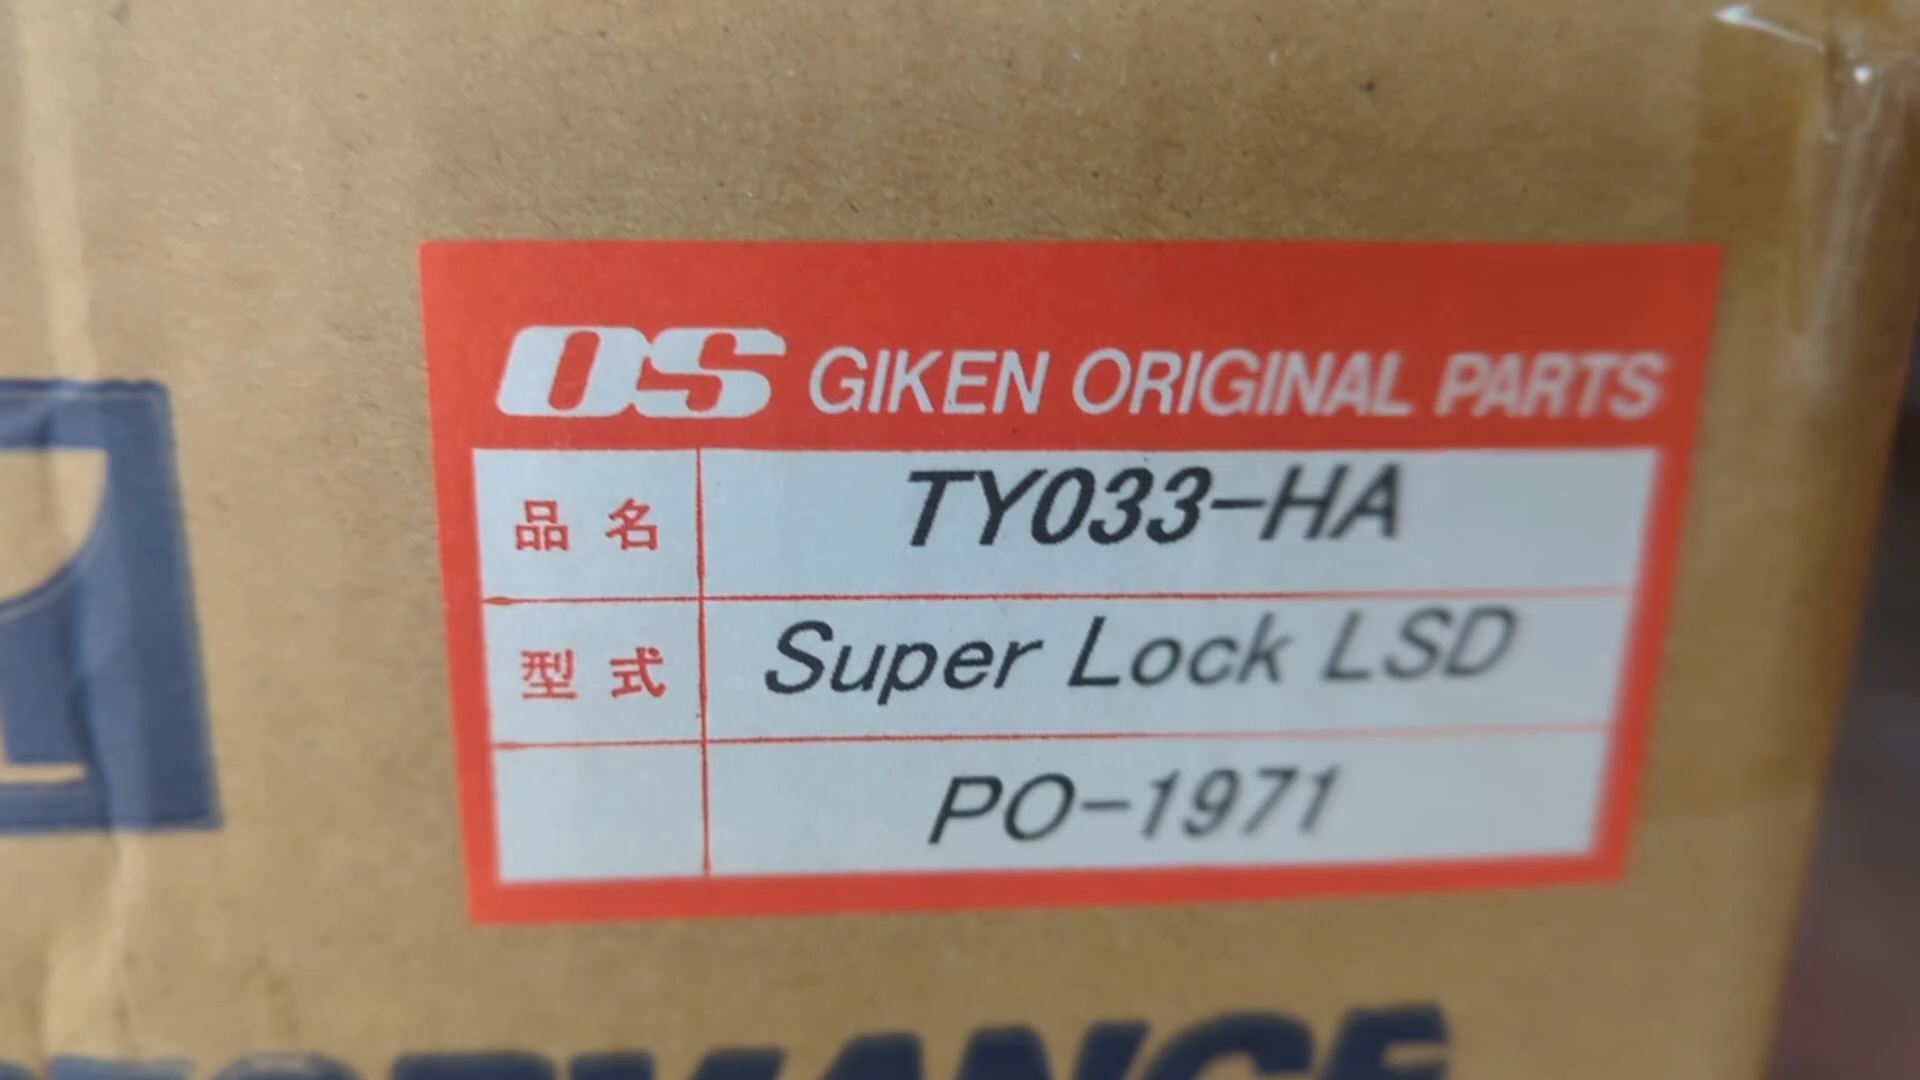 OS GIKEN ORIGINAL PARTS
品名 TY033-HA
型式 Super Lock LSD
PO-1971